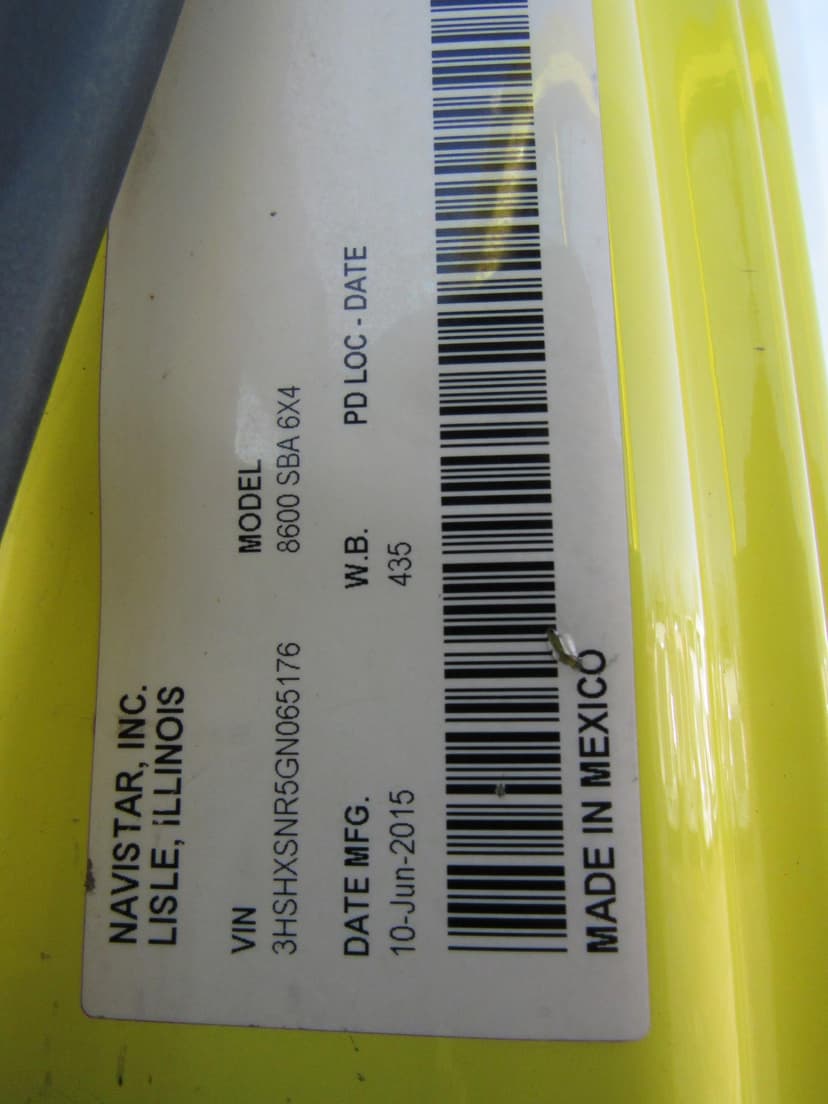 NAVISTAR, INC.
LISLE, ILLINOIS
VIN MODEL
3HSHXSNR5GN065176 8600 SBA 6X4
DATE MFG. W.B. PD LOC - DATE
10-Jun-2015 435
MADE IN MEXICO